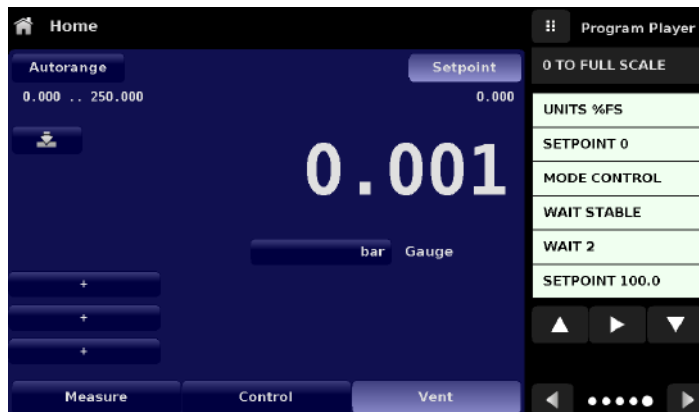 Home
Program Player
Autorange
Setpoint
0.000 .. 250.000
0.000
0.001
bar Gauge
+
+
+
Measure
Control
Vent
0 TO FULL SCALE
UNITS %FS
SETPOINT 0
MODE CONTROL
WAIT STABLE
WAIT 2
SETPOINT 100.0